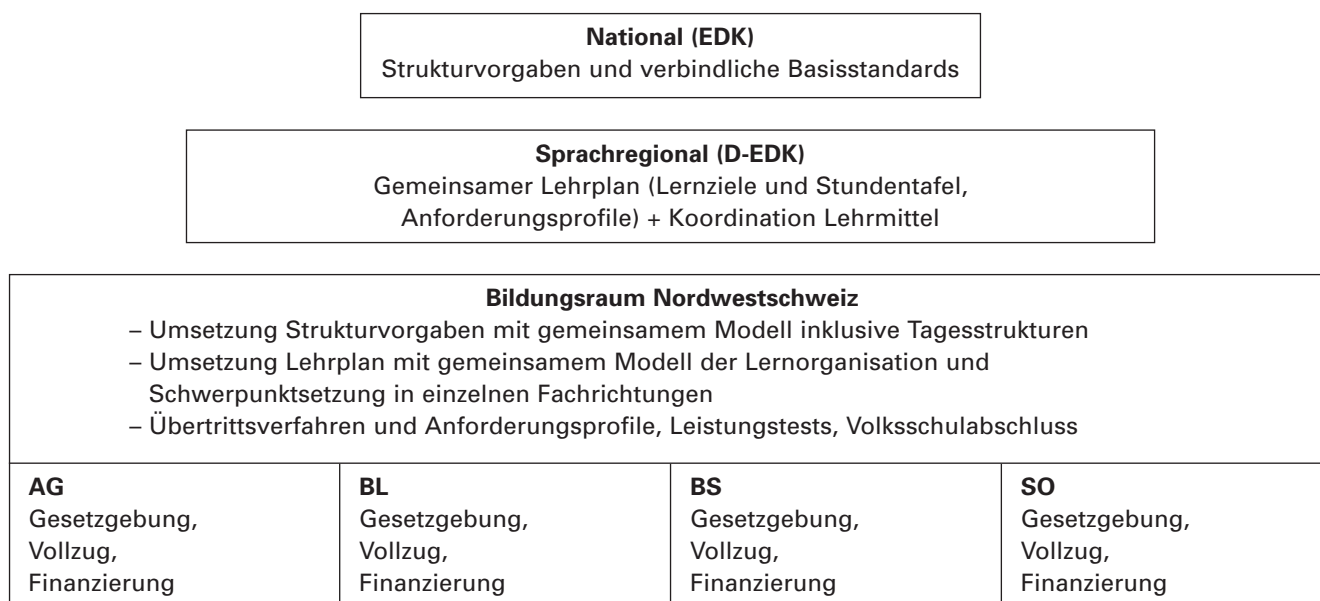 National (EDK)
Strukturvorgaben und verbindliche Basisstandards
Sprachregional (D-EDK)
Gemeinsamer Lehrplan (Lernziele und Stundentafel,
Anforderungsprofile) + Koordination Lehrmittel
Bildungsraum Nordwestschweiz
– Umsetzung Strukturvorgaben mit gemeinsamem Modell inklusive Tagesstrukturen
– Umsetzung Lehrplan mit gemeinsamem Modell der Lernorganisation und
Schwerpunktsetzung in einzelnen Fachrichtungen
– Übertrittsverfahren und Anforderungsprofile, Leistungstests, Volksschulabschluss
AG
Gesetzgebung,
Vollzug,
Finanzierung
BL
Gesetzgebung,
Vollzug,
Finanzierung
BS
Gesetzgebung,
Vollzug,
Finanzierung
SO
Gesetzgebung,
Vollzug,
Finanzierung